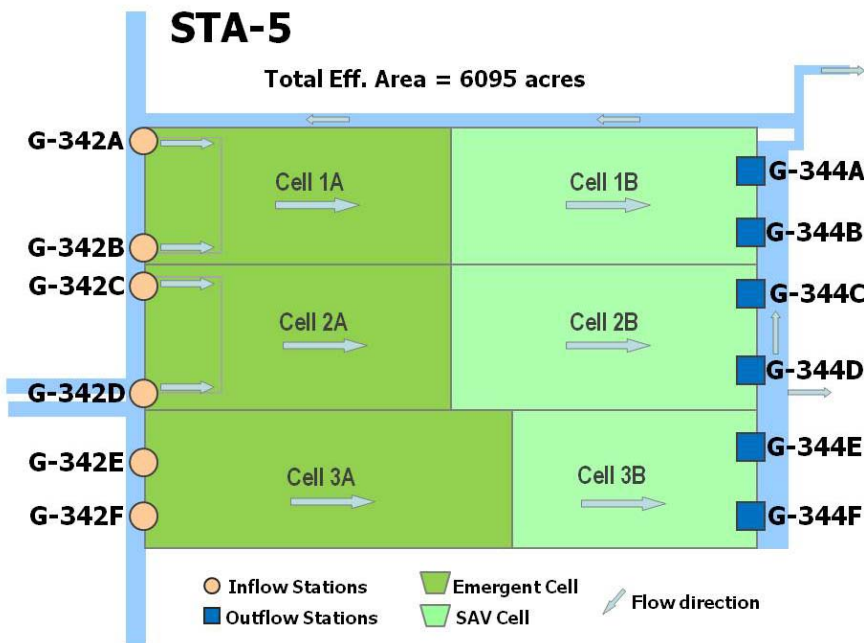 STA-5
Total Eff. Area = 6095 acres
G-342A
G-344A
Cell 1A
Cell 1B
G-344B
G-342B
G-342C
G-344C
Cell 2A
Cell 2B
G-344D
G-342D
G-344E
G-342E
Cell 3A
Cell 3B
G-342F
G-344F
Inflow Stations
Emergent Cell
Flow direction
Outflow Stations
SAV Cell